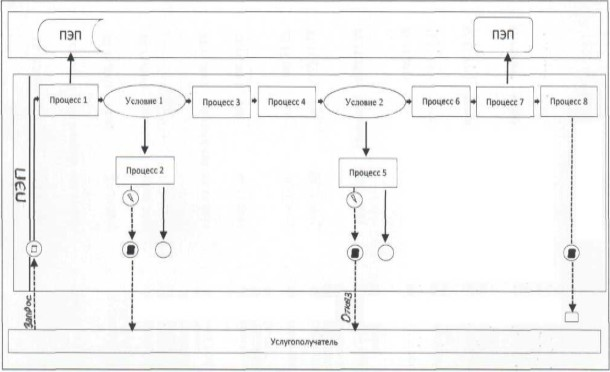 ПЭП
ПЭП
Процесс 1
Условие 1
Процесс 3
Процесс 4
Условие 2
Процесс 6
Процесс 7
Процесс 8
Процесс 2
Процесс 5
ПЭП
Запрос
Отказ
Услугополучатель